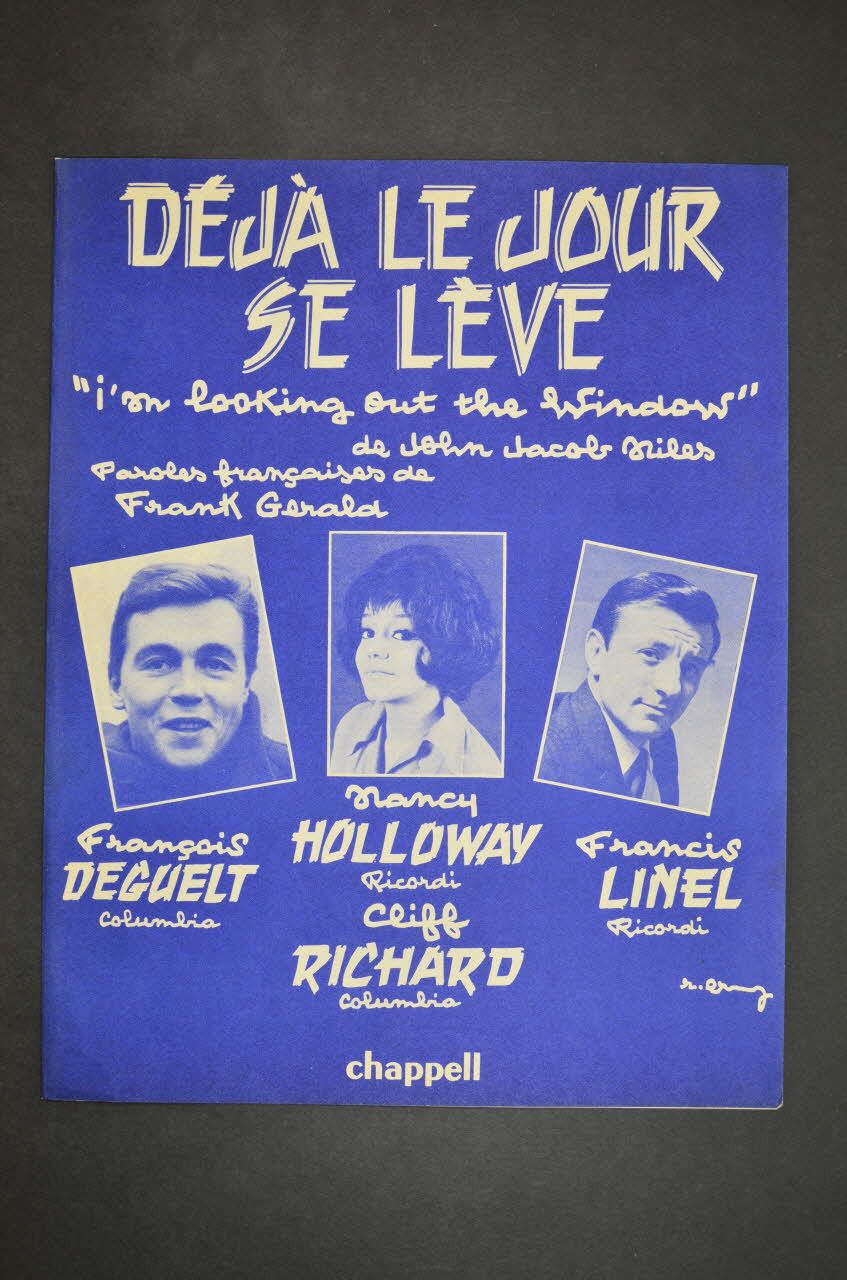 DÉJÀ LE JOUR
SE LÈVE
"i'm looking out the window"
de John Jacob Niles
Paroles françaises de
Frank Gerald
François
DEGUELT
Columbia
Nancy
HOLLOWAY
Ricordi
Cliff
RICHARD
Columbia
Francis
LINEL
Ricordi
chappell